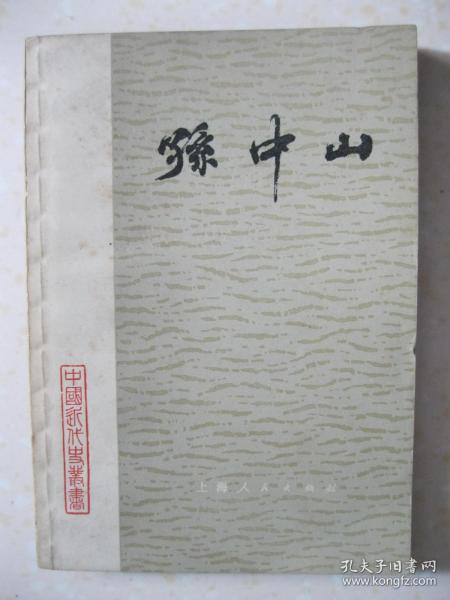 孫中山
中國近代史叢書
上海人民出版社
孔夫子旧书网
www.kongfz.com